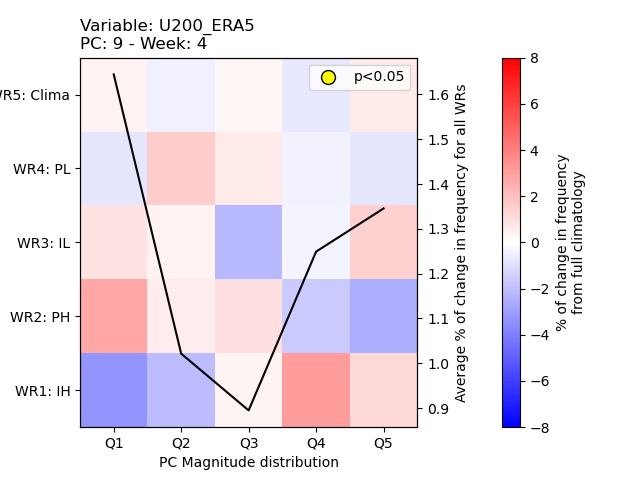 Variable: U200_ERA5
PC: 9 - Week: 4
p<0.05
WR5: Clima
WR4: PL
WR3: IL
WR2: PH
WR1: IH
Q1 Q2 Q3 Q4 Q5
PC Magnitude distribution
1.6
1.5
1.4
1.3
1.2
1.1
1.0
0.9
Average % of change in frequency for all WRs
8
6
4
2
0
−2
−4
−6
−8
% of change in frequency
from full climatology